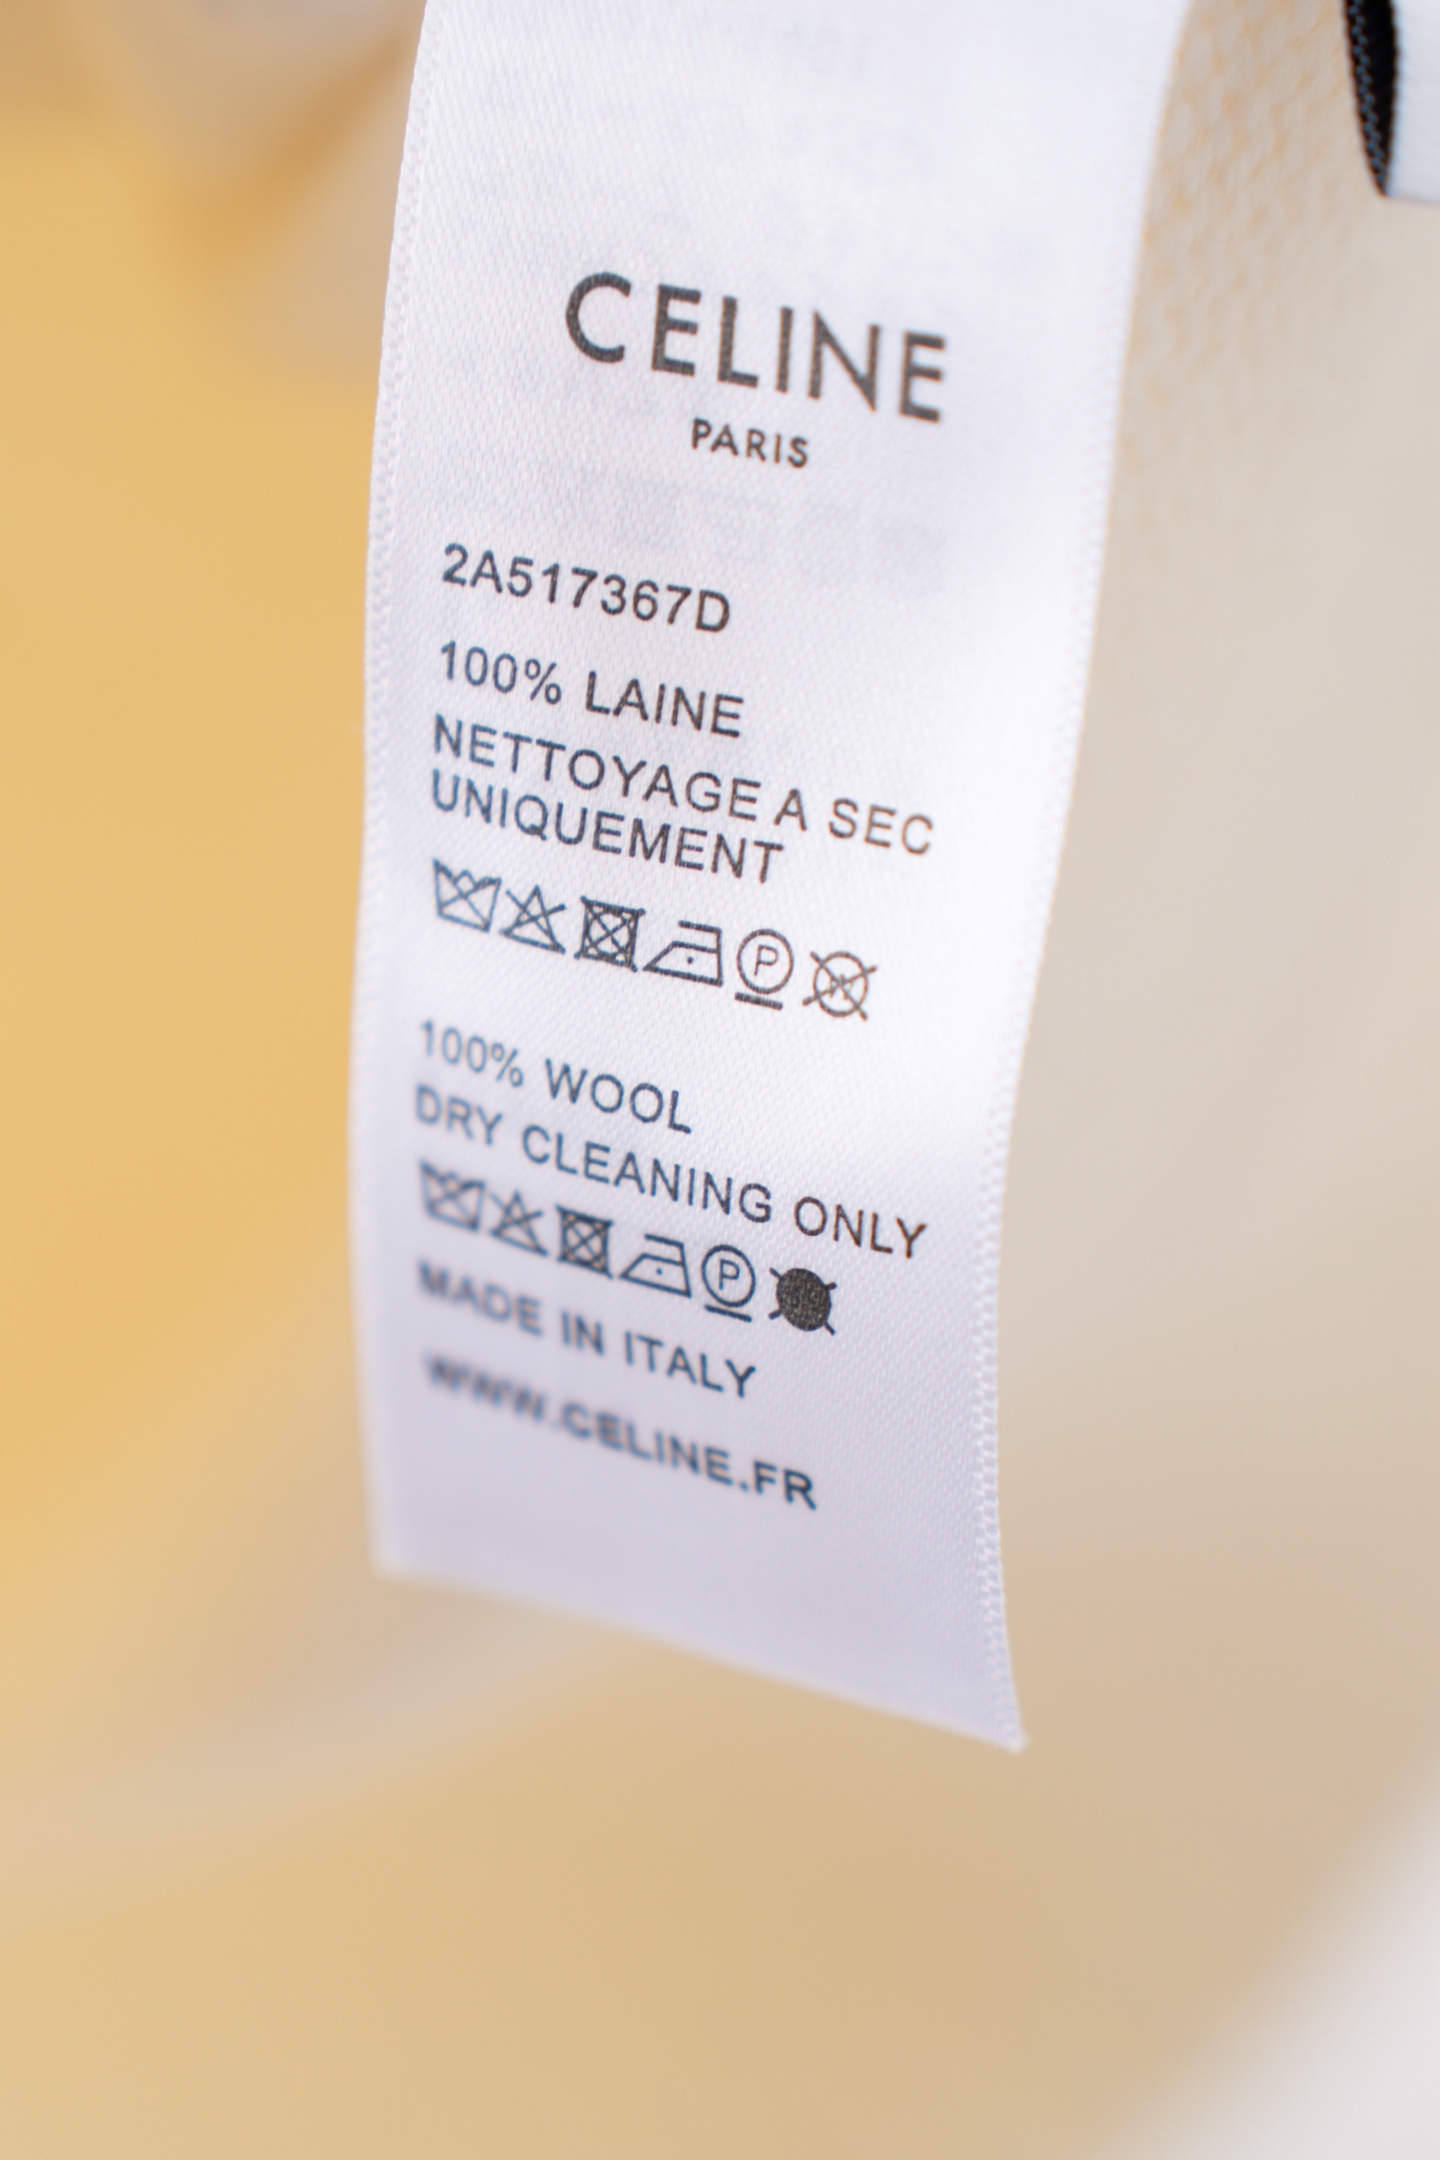 CELINE
PARIS
2A517367D
100% LAINE
NETTOYAGE A SEC
UNIQUEMENT
P
100% WOOL
DRY CLEANING ONLY
P
MADE IN ITALY
WWW.CELINE.FR